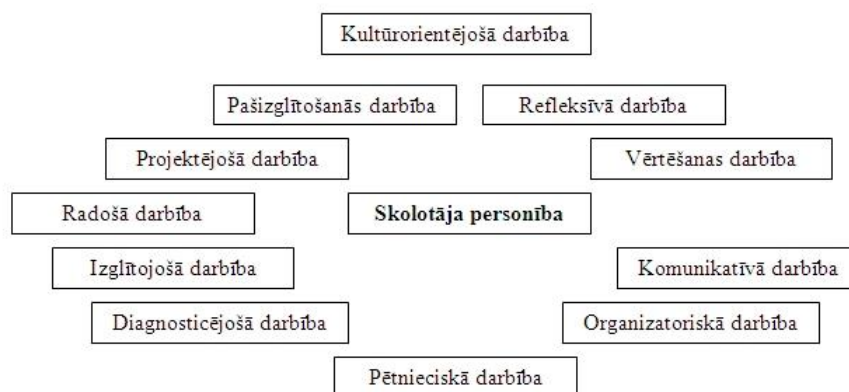 Kultūrorientējošā darbība
Pašizglītošanās darbība
Refleksīvā darbība
Projektējošā darbība
Vērtēšanas darbība
Radošā darbība
Skolotāja personība
Izglītojošā darbība
Komunikatīvā darbība
Diagnosticējošā darbība
Organizatoriskā darbība
Pētnieciskā darbība